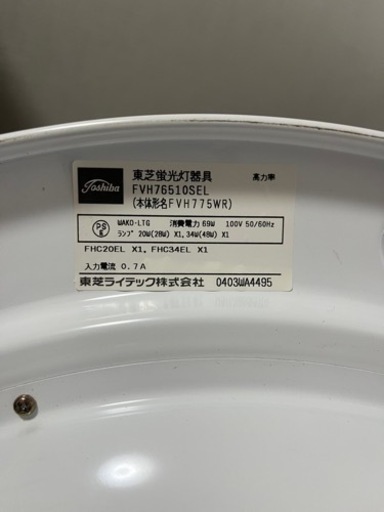 Toshiba
東芝蛍光灯器具 高力率
FVH76510SEL
(本体形名FVH775WR)
PS
E
WAKO-LTG 消費電力 69W 100V 50/60Hz
ランプ 20W(28W) X1,34W(48W) X1
FHC20EL X1, FHC34EL X1
入力電流 0.7A
東芝ライテック株式会社 0403WA4495